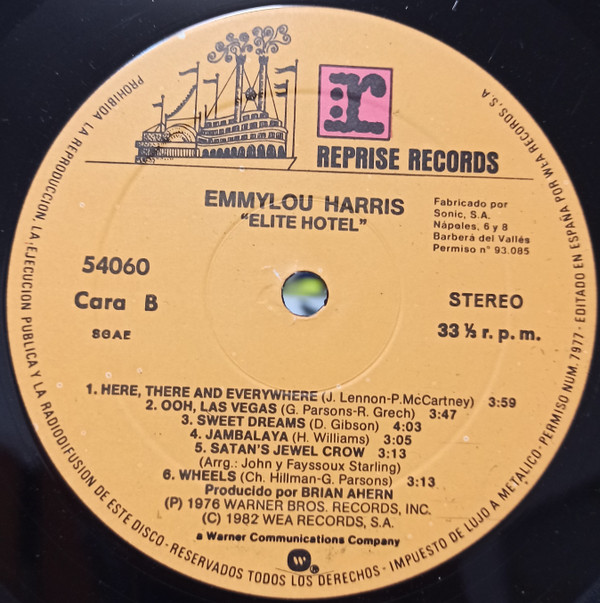 r
REPRISE RECORDS
EMMYLOU HARRIS
"ELITE HOTEL"
Fabricado por
Sonic, S.A.
Nápoles, 6 y 8
Barberá del Vallés
Permiso n° 93.085
54060
Cara B
SGAE
STEREO
33 ⅓ r. p. m.
1. HERE, THERE AND EVERYWHERE (J. Lennon-P.McCartney) 3:59
2. OOH, LAS VEGAS (G. Parsons-R. Grech) 3:47
3. SWEET DREAMS (D. Gibson) 4:03
4. JAMBALAYA (H. Williams) 3:05
5. SATAN'S JEWEL CROW 3:13
(Arrg.: John y Fayssoux Starling)
6. WHEELS (Ch. Hillman-G. Parsons) 3:13
Producido por BRIAN AHERN
(P) 1976 WARNER BROS. RECORDS, INC.
(C) 1982 WEA RECORDS, S.A.
a Warner Communications Company
PROHIBIDA LA REPRODUCCION, LA EJECUCION PUBLICA Y LA RADIODIFUSION DE ESTE DISCO - RESERVADOS TODOS LOS DERECHOS - IMPUESTO DE LUJO A METALICO - PERMISO NUM. 7977 - EDITADO EN ESPAÑA POR WEA RECORDS, S.A